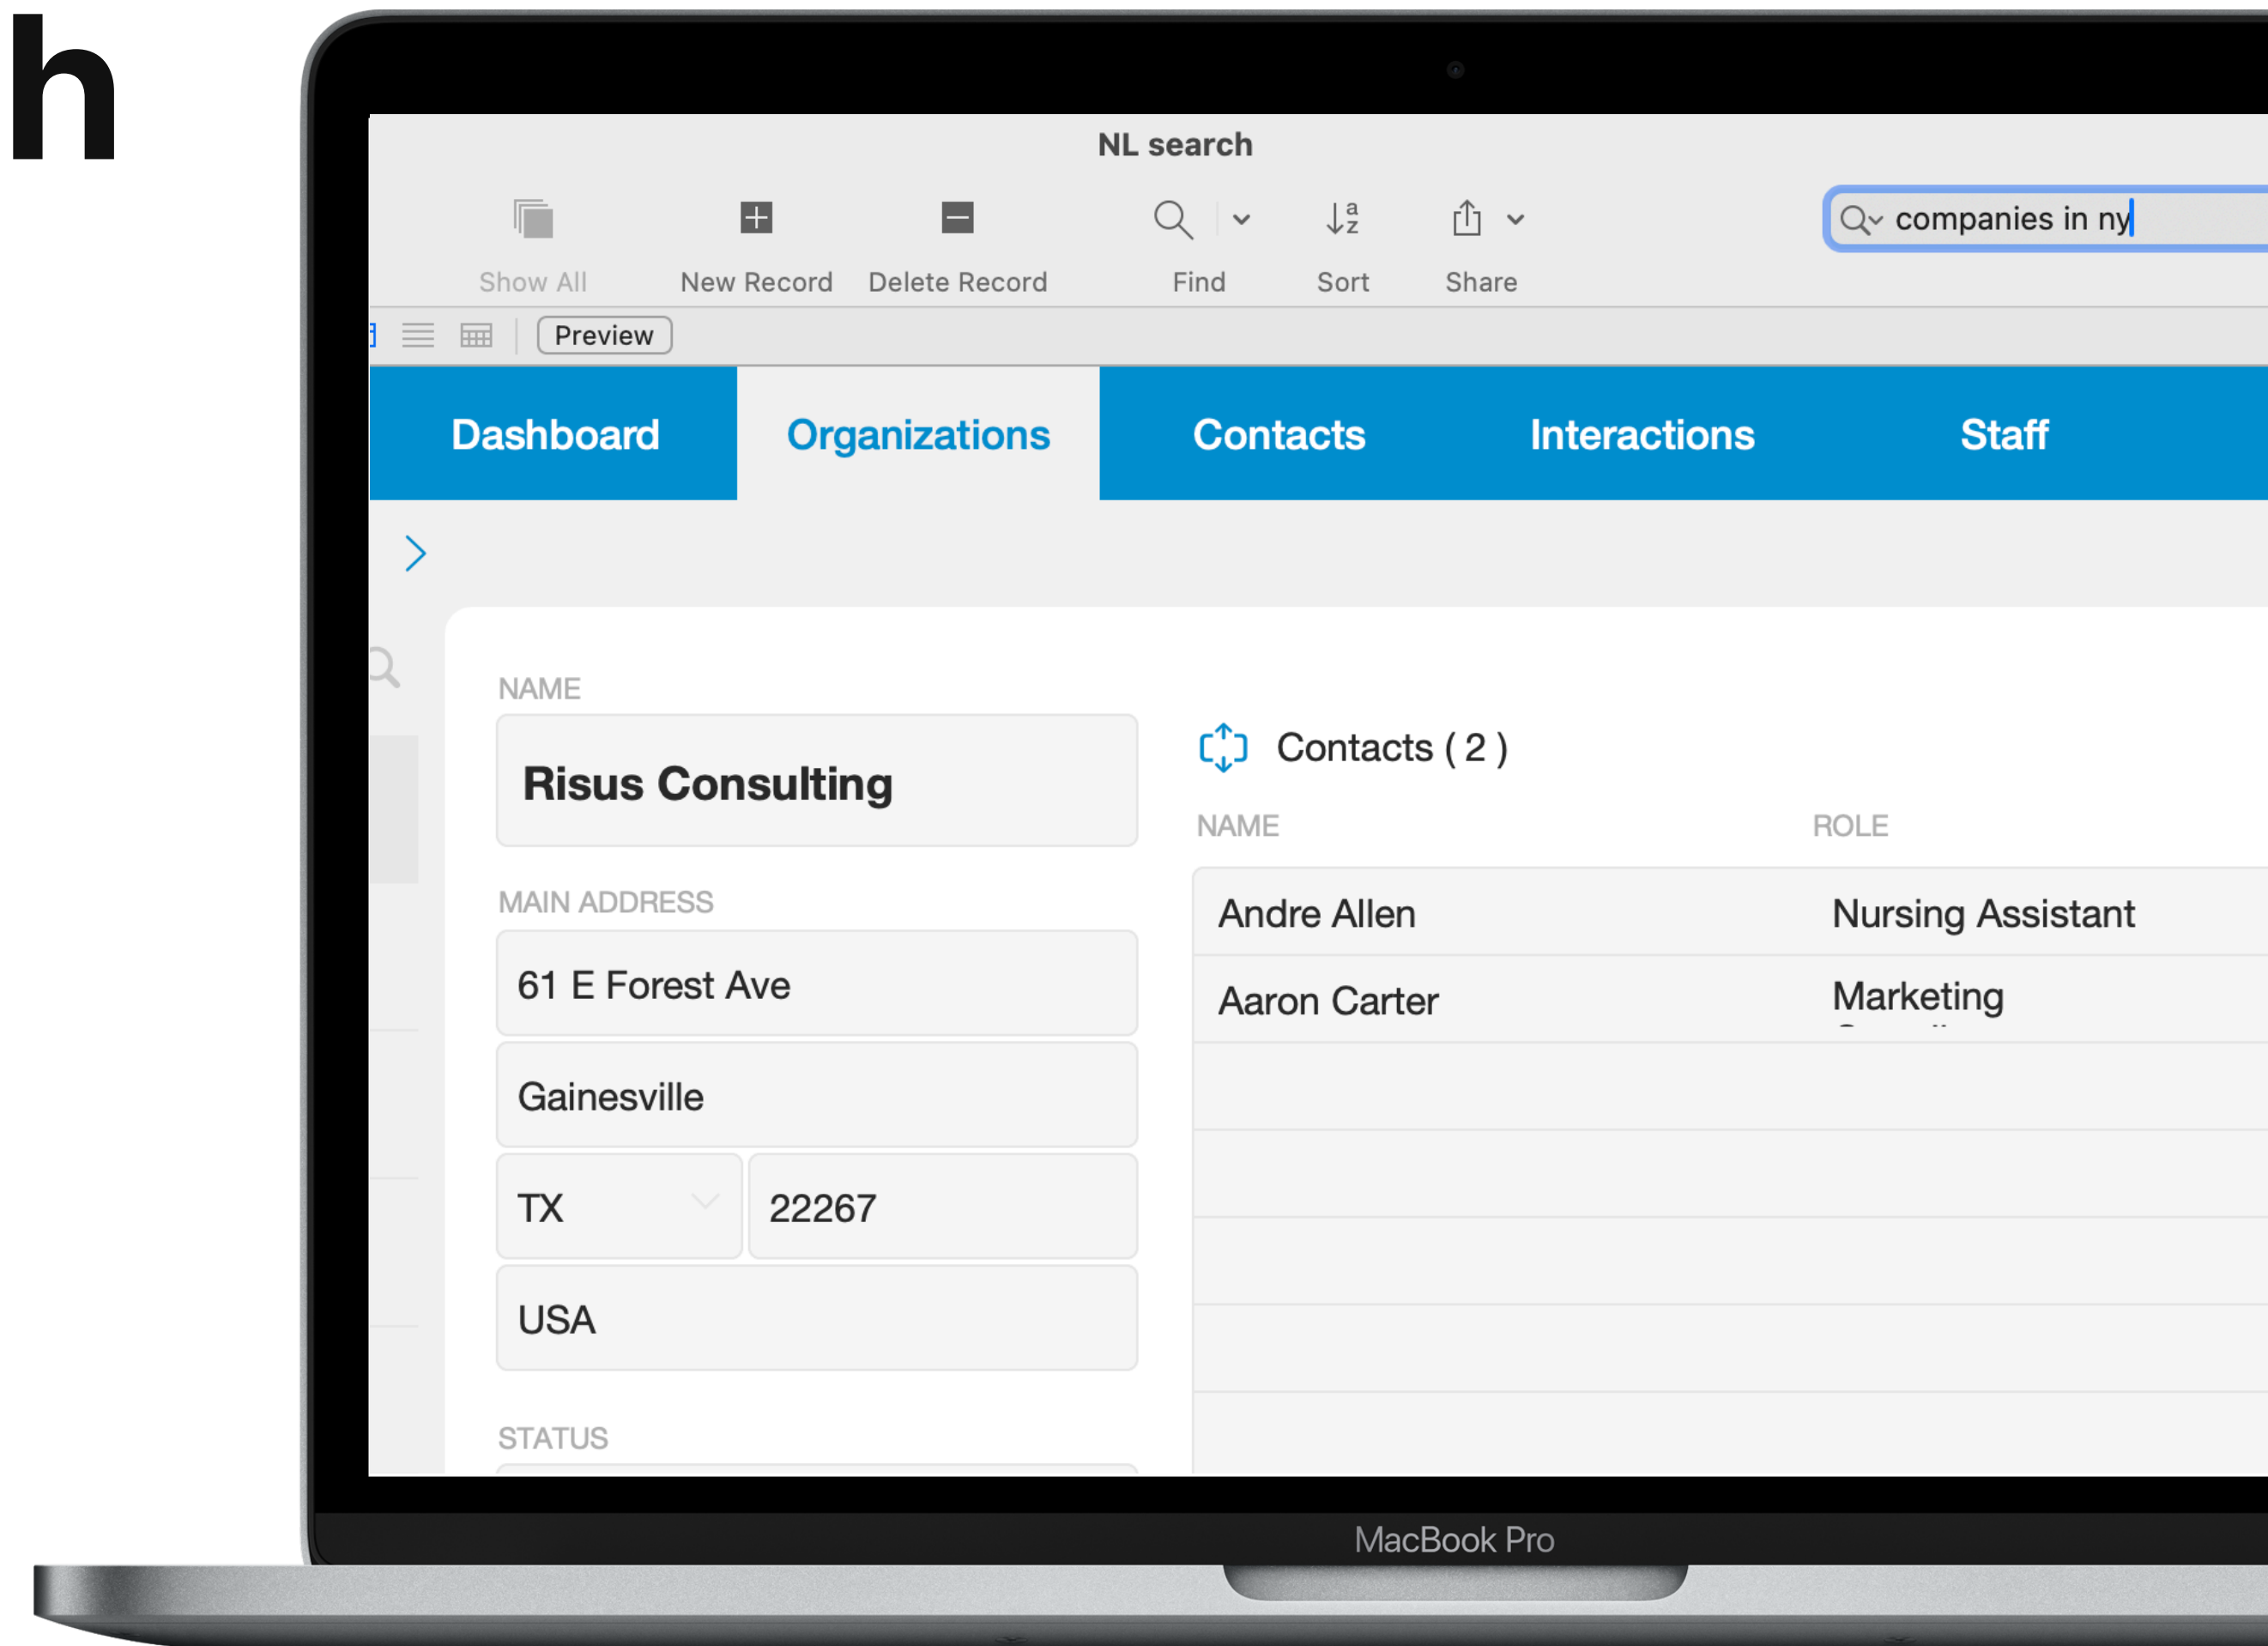 h
NL search
companies in ny
Show All New Record Delete Record Find Sort Share
Preview
Dashboard Organizations Contacts Interactions Staff
NAME
Risus Consulting
MAIN ADDRESS
61 E Forest Ave
Gainesville
TX 22267
USA
STATUS
Contacts ( 2 )
NAME ROLE
Andre Allen Nursing Assistant
Aaron Carter Marketing
MacBook Pro